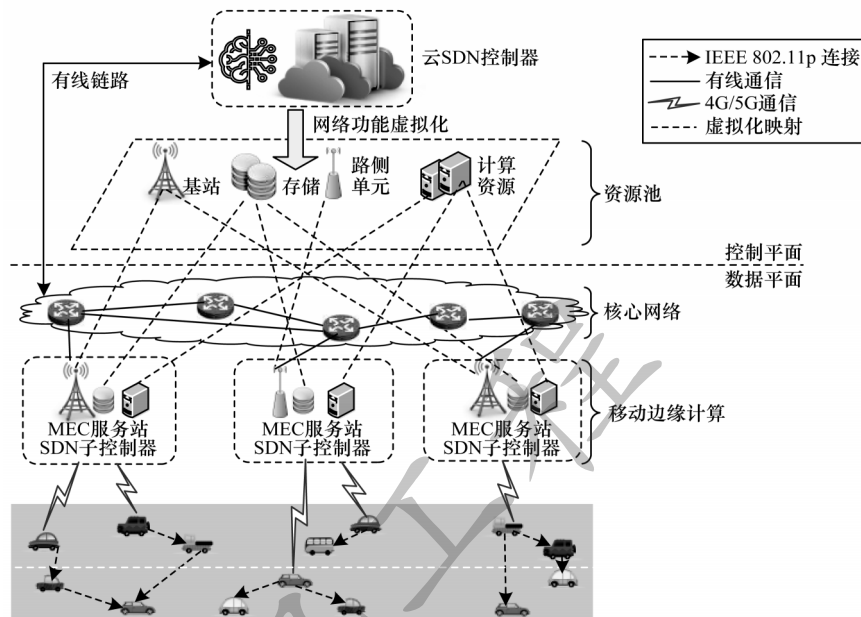 云SDN控制器
有线链路
IEEE 802.11p 连接
有线通信
4G/5G通信
虚拟化映射
网络功能虚拟化
基站
存储
路侧
单元
计算
资源
资源池
控制平面
数据平面
核心网络
MEC服务站
SDN子控制器
MEC服务站
SDN子控制器
MEC服务站
SDN子控制器
移动边缘计算
工程